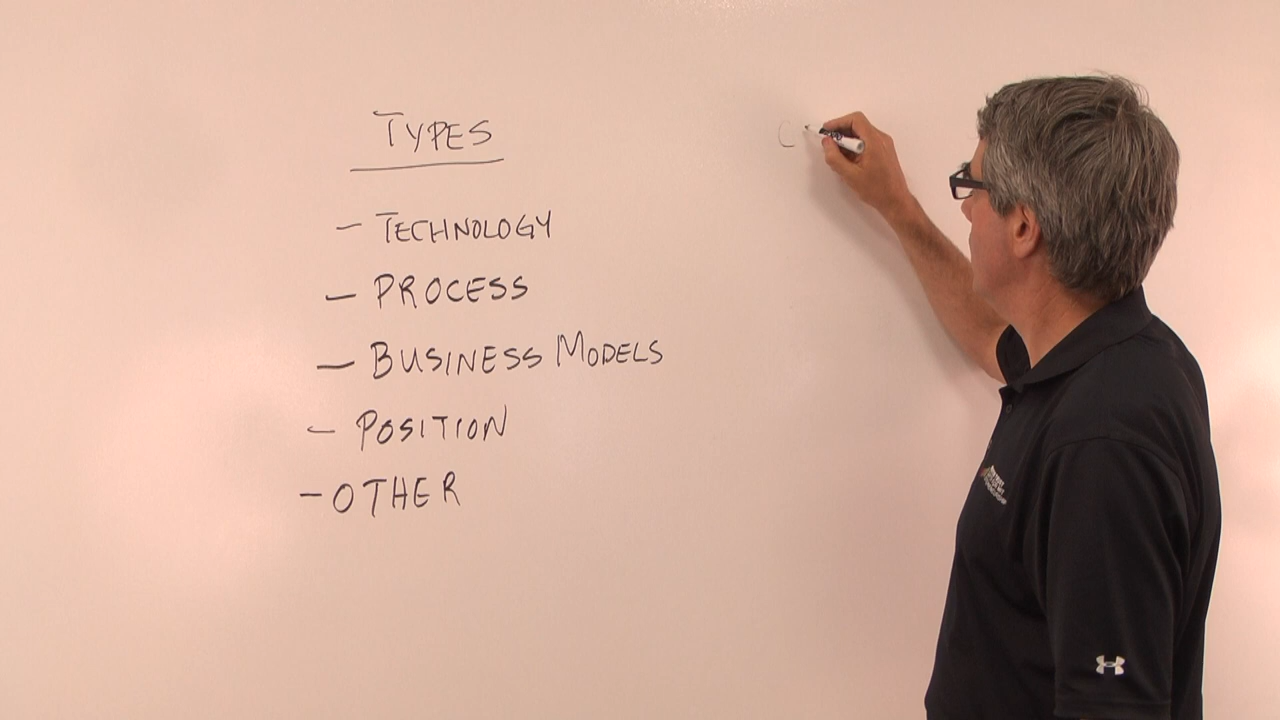 TYPES
- TECHNOLOGY
- PROCESS
- BUSINESS MODELS
- POSITION
- OTHER
C